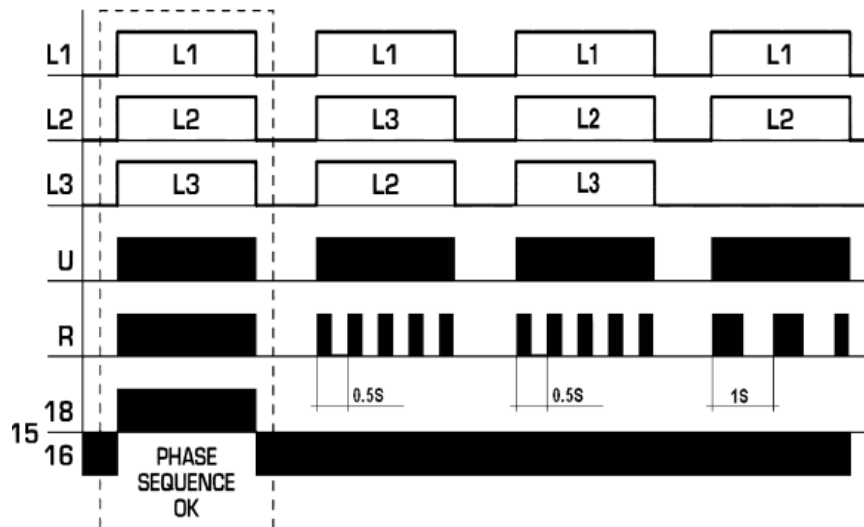 L1 L1 L1 L1 L1
L2 L2 L3 L2 L2
L3 L3 L2 L3
U
R
0.5S 0.5S 1S
18
15
16
PHASE
SEQUENCE
OK